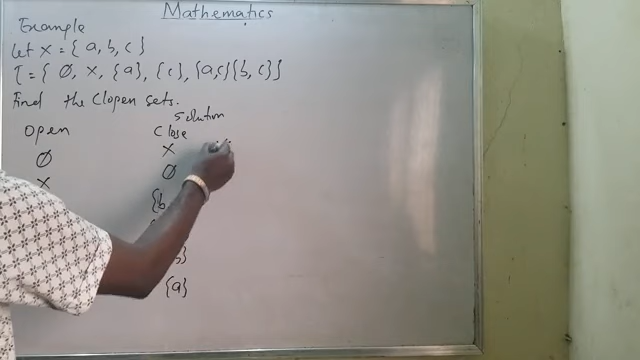 Mathematics
Example
Let X = { a, b, c }
τ = { Ø, X, {a}, {c}, {a,c}{b, c}}
Find the Clopen sets.
Solution
Open Close
Ø X
X Ø
{b,
}
{a}